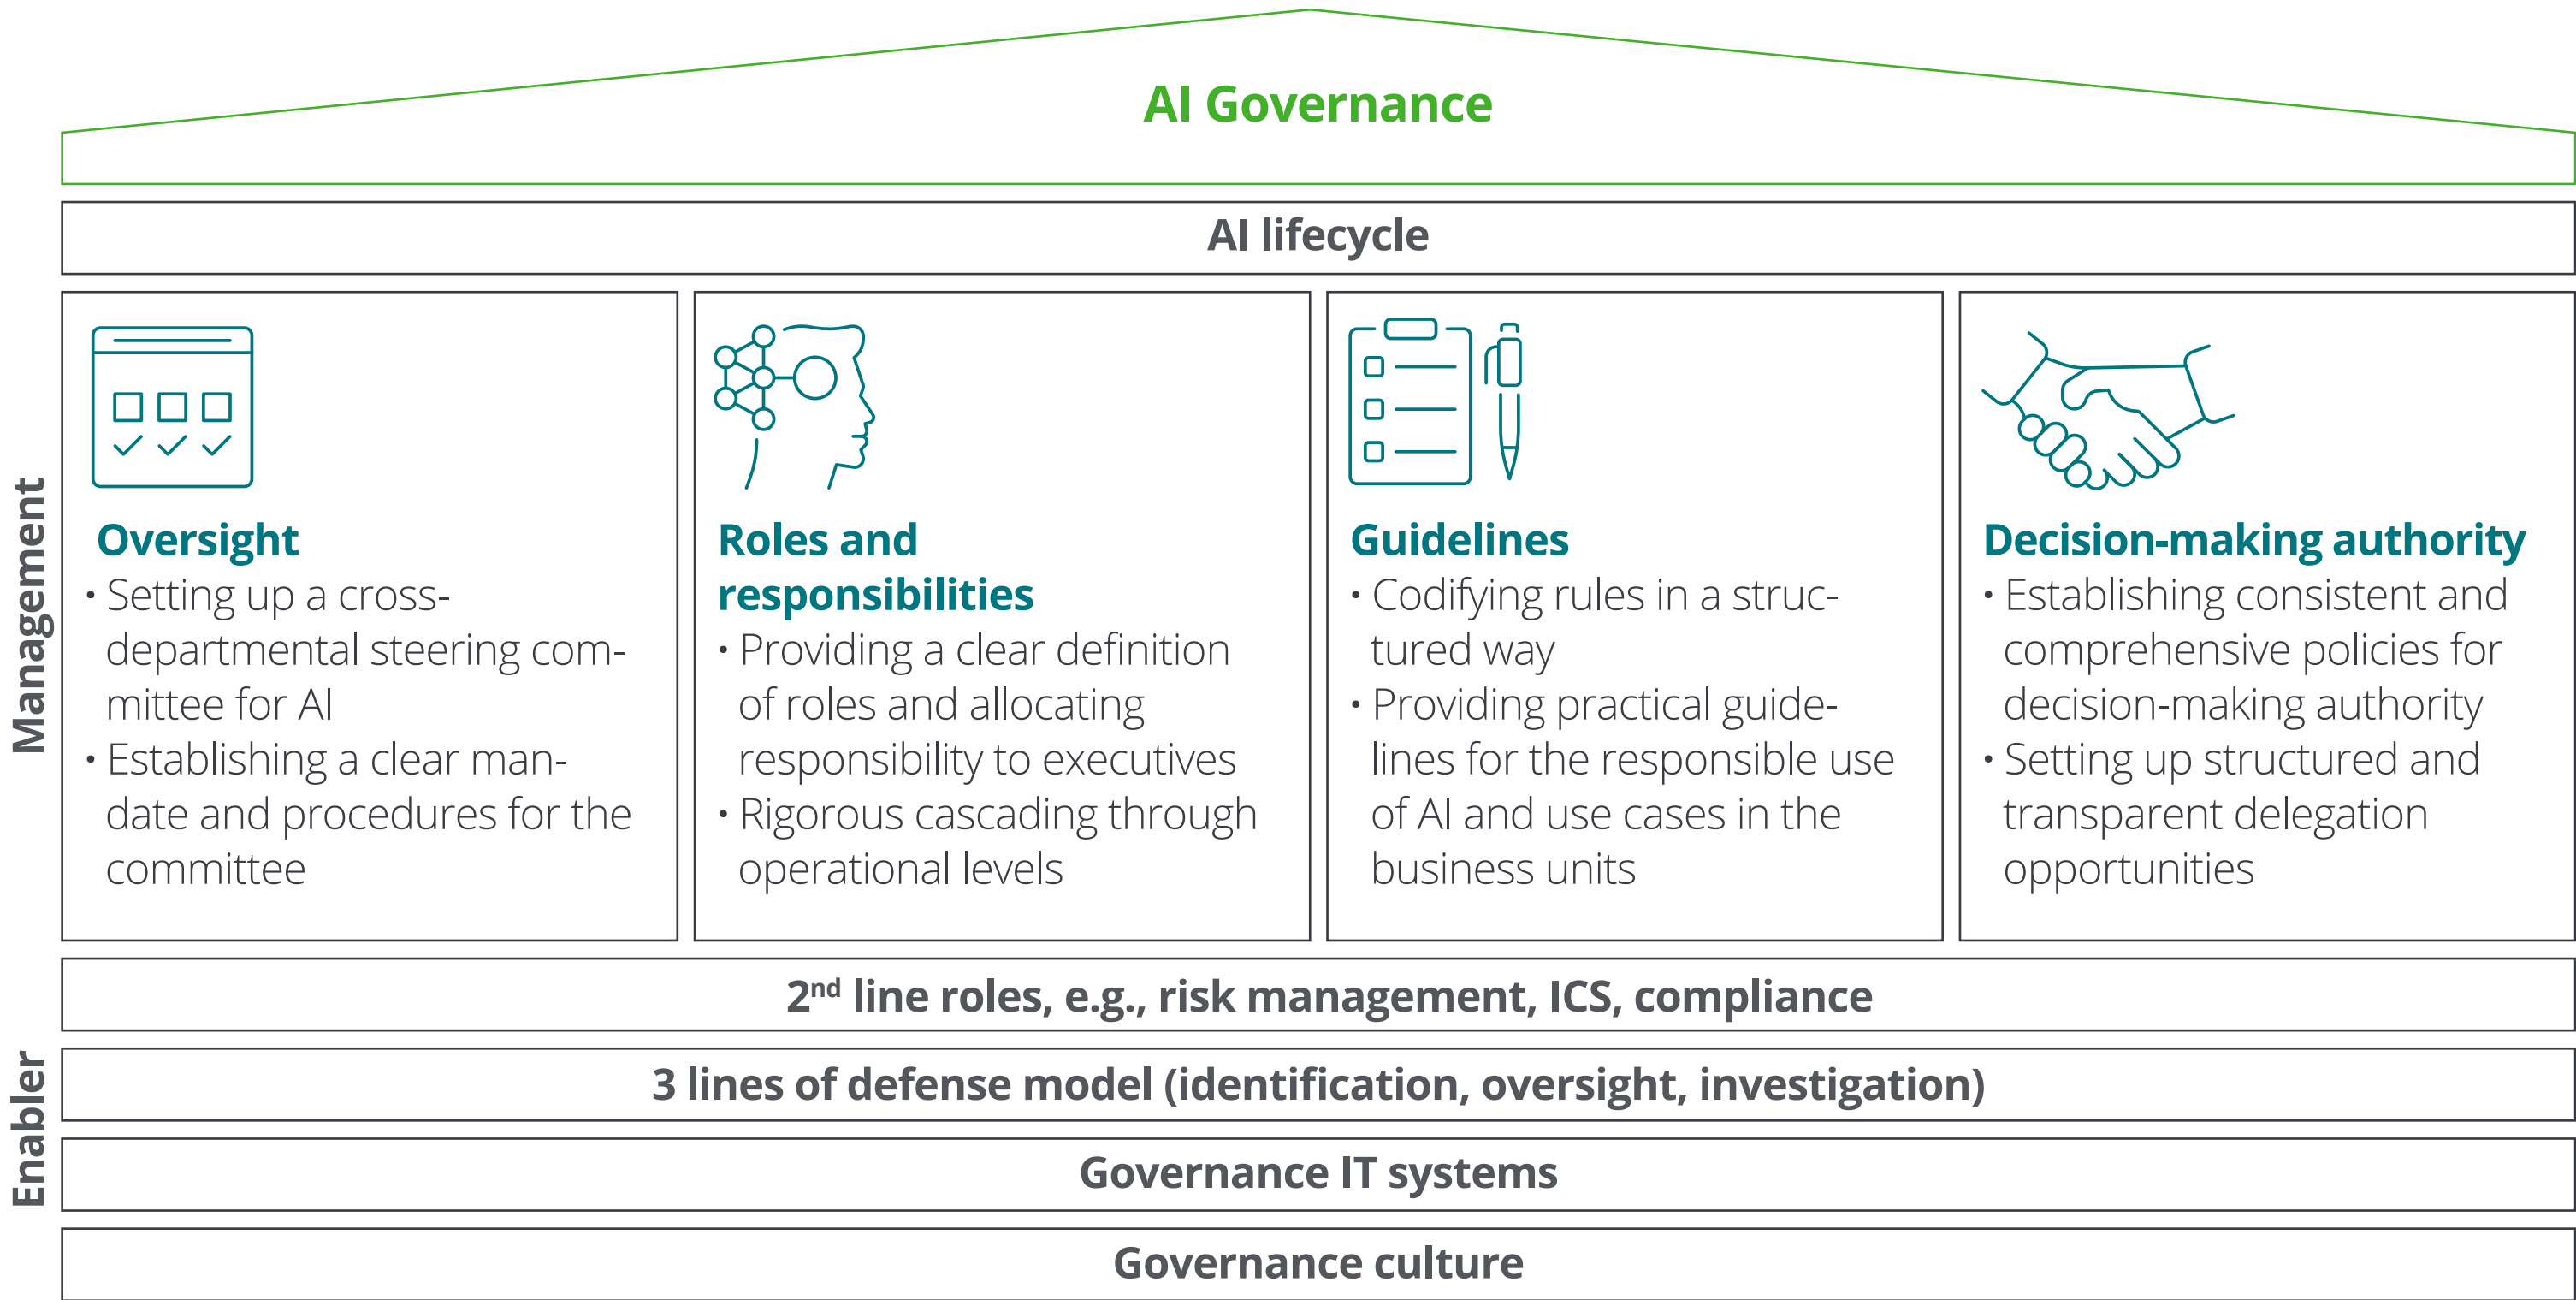 AI Governance
AI lifecycle
Management
Oversight
• Setting up a cross-
departmental steering com-
mittee for AI
• Establishing a clear man-
date and procedures for the
committee
Roles and
responsibilities
• Providing a clear definition
of roles and allocating
responsibility to executives
• Rigorous cascading through
operational levels
Guidelines
• Codifying rules in a struc-
tured way
• Providing practical guide-
lines for the responsible use
of AI and use cases in the
business units
Decision-making authority
• Establishing consistent and
comprehensive policies for
decision-making authority
• Setting up structured and
transparent delegation
opportunities
Enabler
2nd line roles, e.g., risk management, ICS, compliance
3 lines of defense model (identification, oversight, investigation)
Governance IT systems
Governance culture